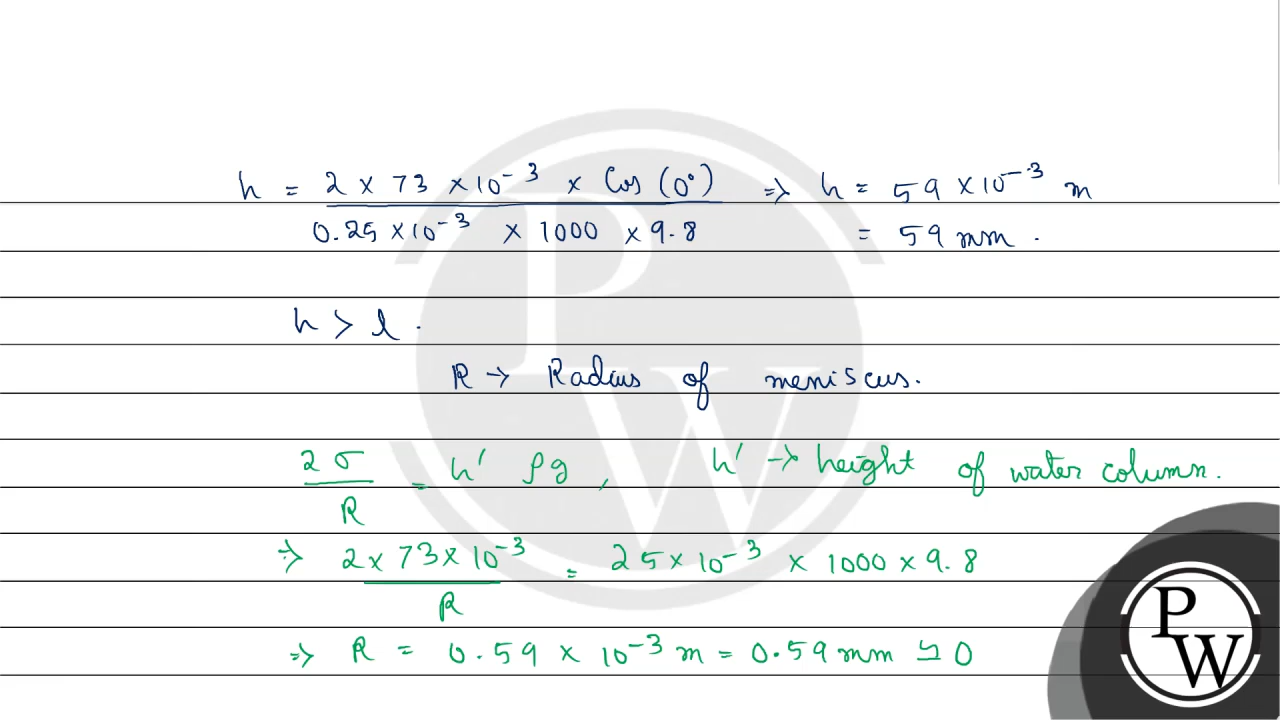 h = 2 × 73 × 10⁻³ × Cos (0°) / 0.25 × 10⁻³ × 1000 × 9.8 ⇒ h = 59 × 10⁻³ m
= 59 mm.
h > l.
R → Radius of meniscus.
2σ / R = h' ρg, h' → height of water column.
⇒ 2 × 73 × 10⁻³ / R = 25 × 10⁻³ × 1000 × 9.8
⇒ R = 0.59 × 10⁻³ m = 0.59 mm ≌ 0
PW
PW